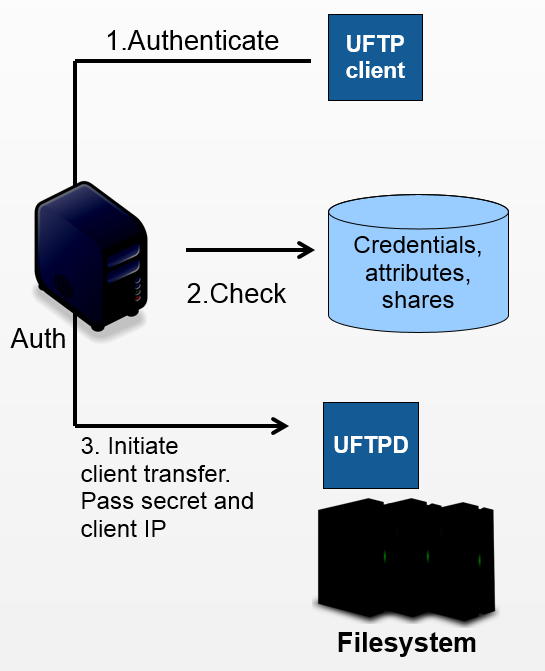 1.Authenticate
UFTP
client
Credentials,
attributes,
shares
2.Check
Auth
UFTPD
3. Initiate
client transfer.
Pass secret and
client IP
Filesystem